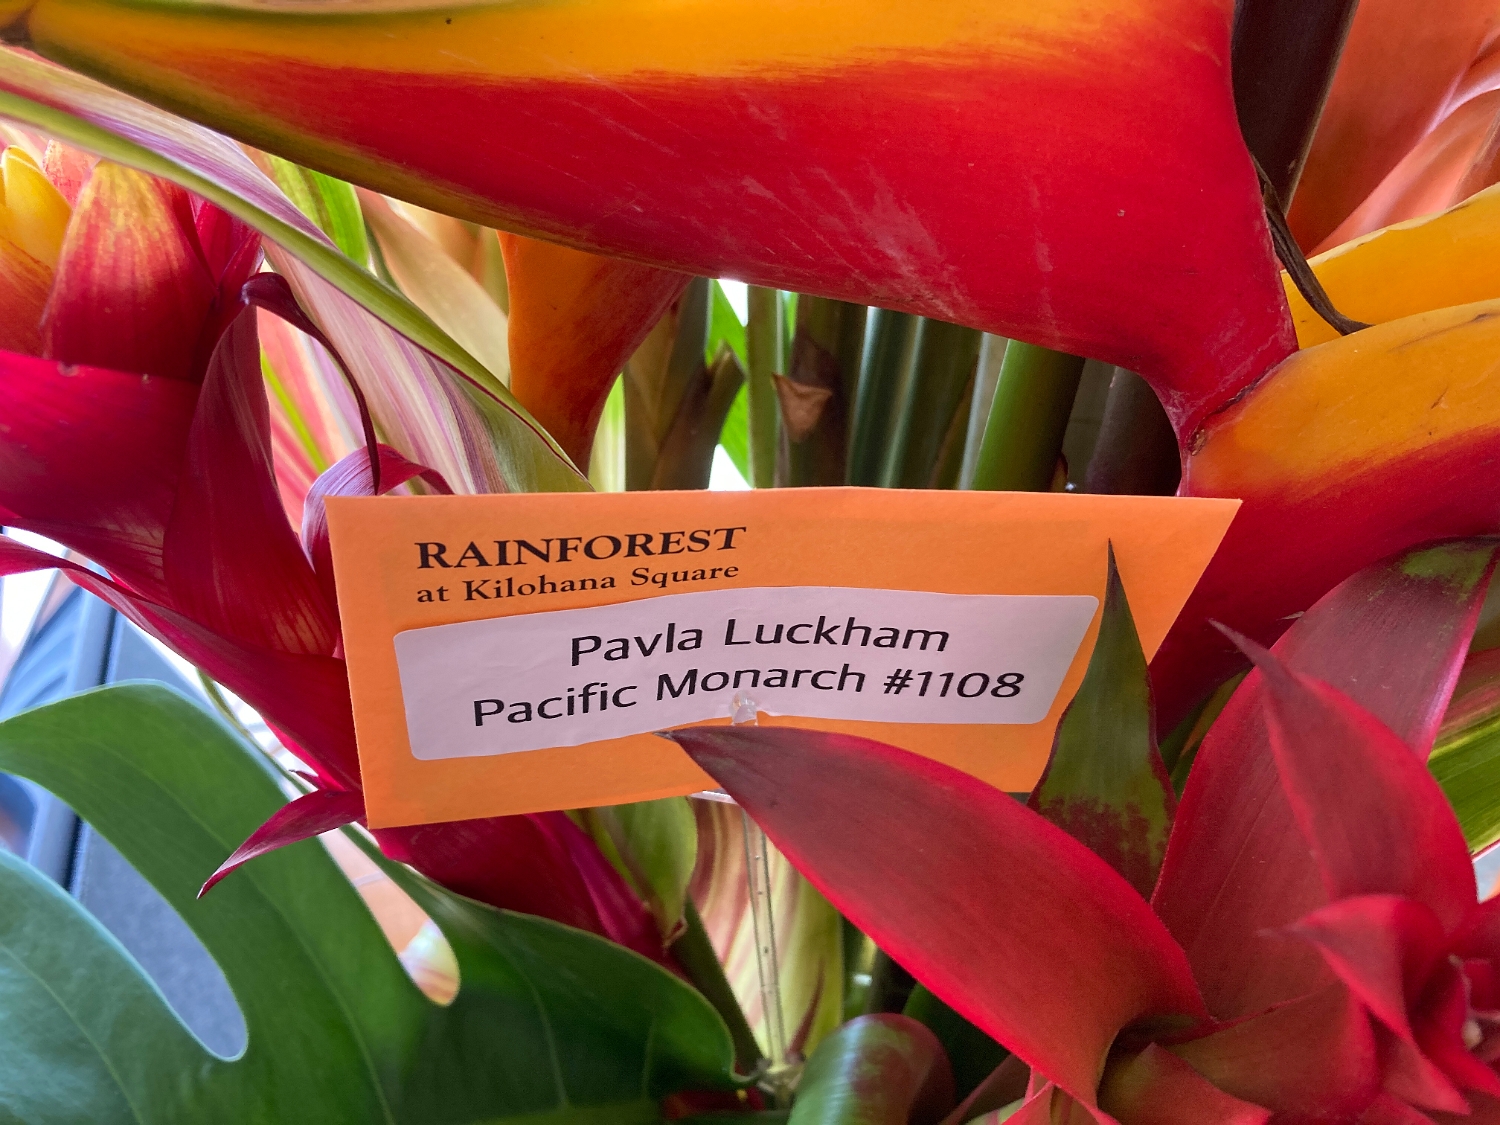 RAINFOREST
at Kilohana Square
Pavla Luckham
Pacific Monarch #1108